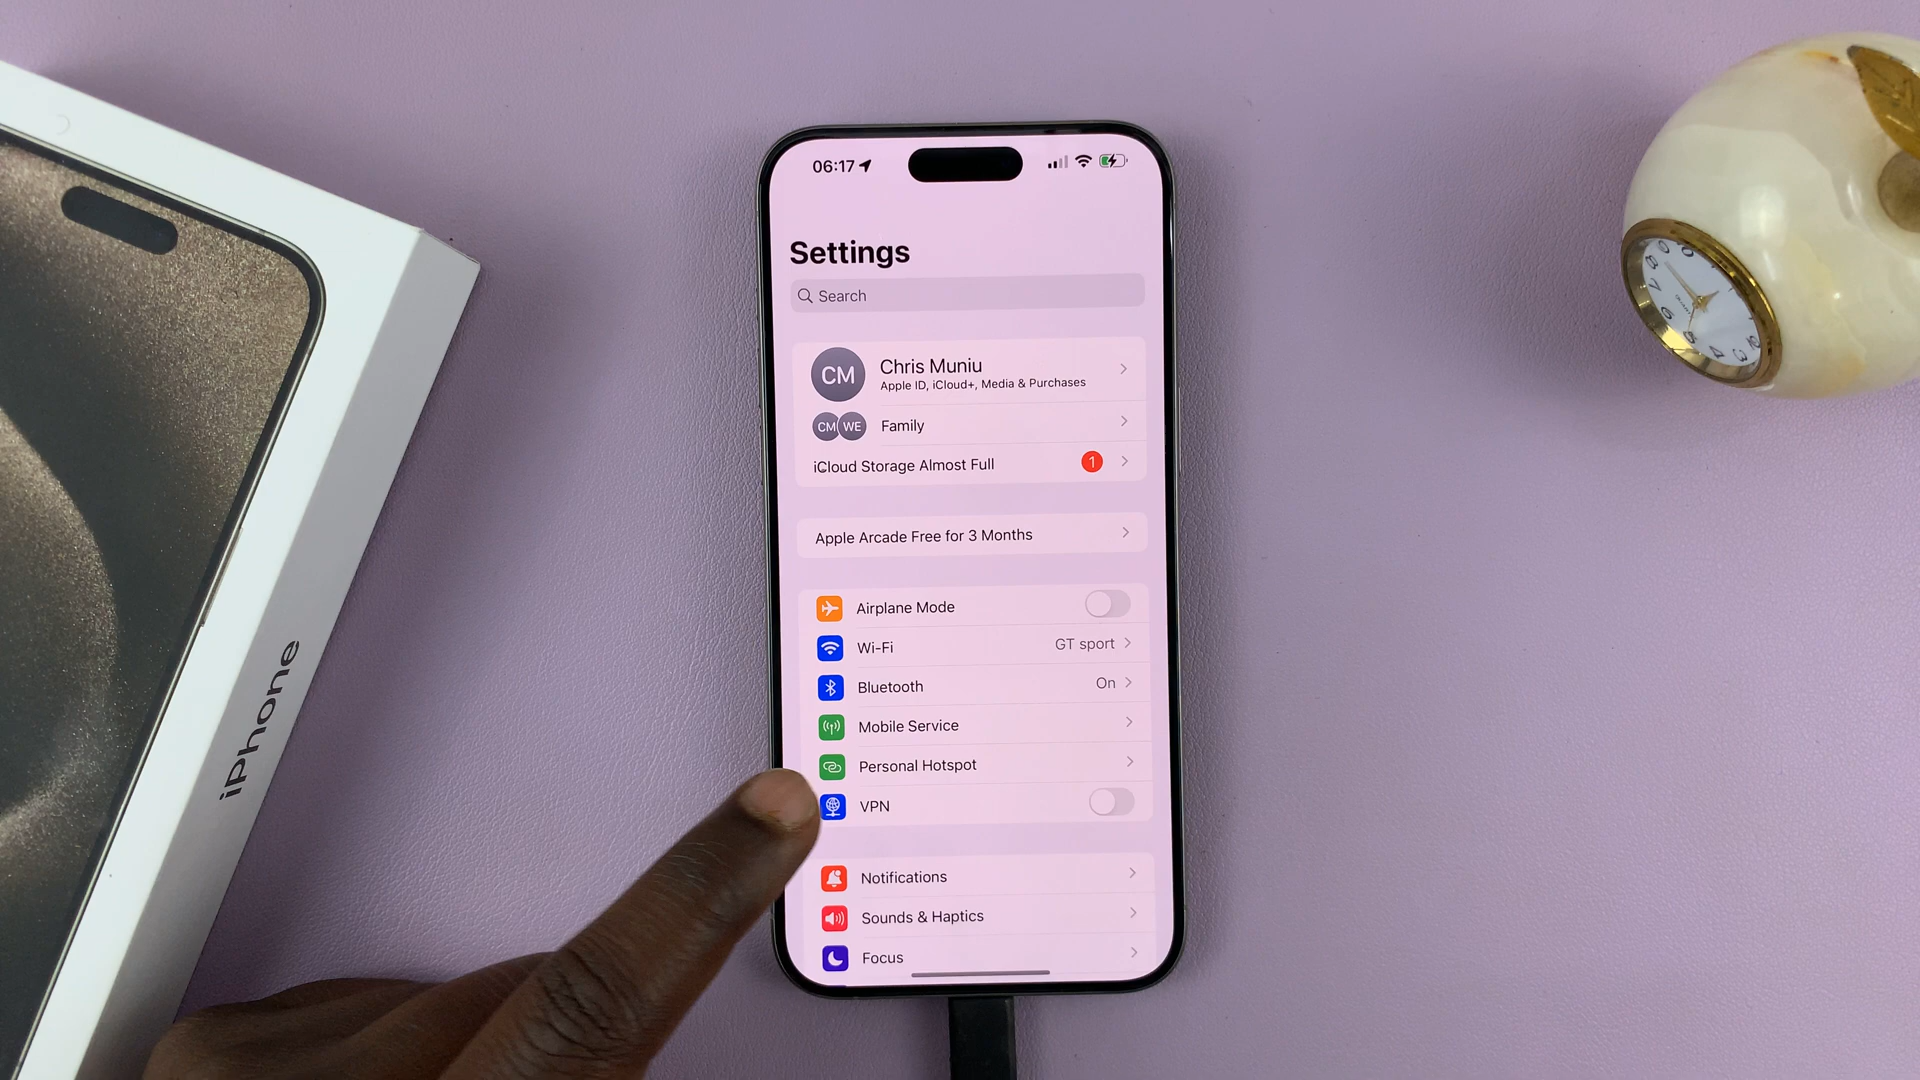 06:17
Settings
Search
CM
Chris Muniu
Apple ID, iCloud+, Media & Purchases
CM WE
Family
iCloud Storage Almost Full 1
Apple Arcade Free for 3 Months
Airplane Mode
Wi-Fi GT sport
Bluetooth On
Mobile Service
Personal Hotspot
VPN
Notifications
Sounds & Haptics
Focus
iPhone